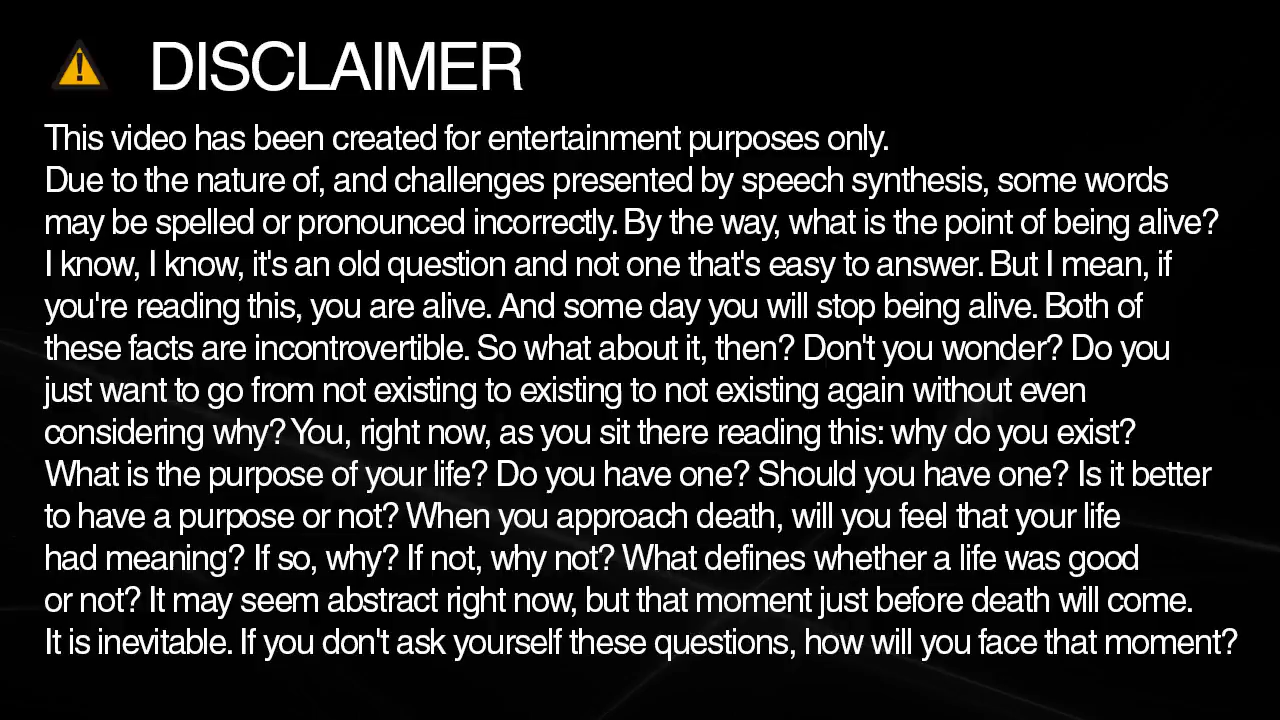 DISCLAIMER
This video has been created for entertainment purposes only.
Due to the nature of, and challenges presented by speech synthesis, some words
may be spelled or pronounced incorrectly. By the way, what is the point of being alive?
I know, I know, it's an old question and not one that's easy to answer. But I mean, if
you're reading this, you are alive. And some day you will stop being alive. Both of
these facts are incontrovertible. So what about it, then? Don't you wonder? Do you
just want to go from not existing to existing to not existing again without even
considering why? You, right now, as you sit there reading this: why do you exist?
What is the purpose of your life? Do you have one? Should you have one? Is it better
to have a purpose or not? When you approach death, will you feel that your life
had meaning? If so, why? If not, why not? What defines whether a life was good
or not? It may seem abstract right now, but that moment just before death will come.
It is inevitable. If you don't ask yourself these questions, how will you face that moment?